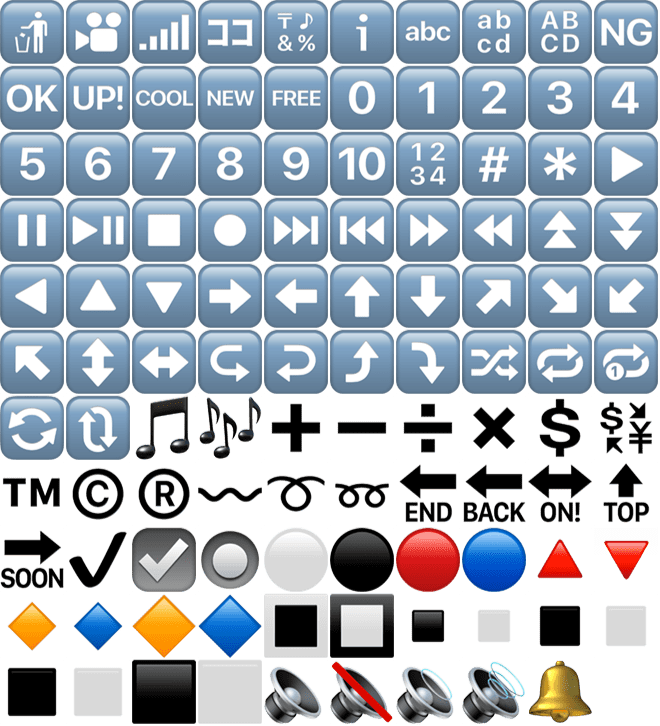 ココ 〒♪ &% i abc ab cd AB CD NG
OK UP! COOL NEW FREE 0 1 2 3 4
5 6 7 8 9 10 12 34 # *
1
+ − ÷ × $ $ ¥
TM © ® END BACK ON! TOP
SOON